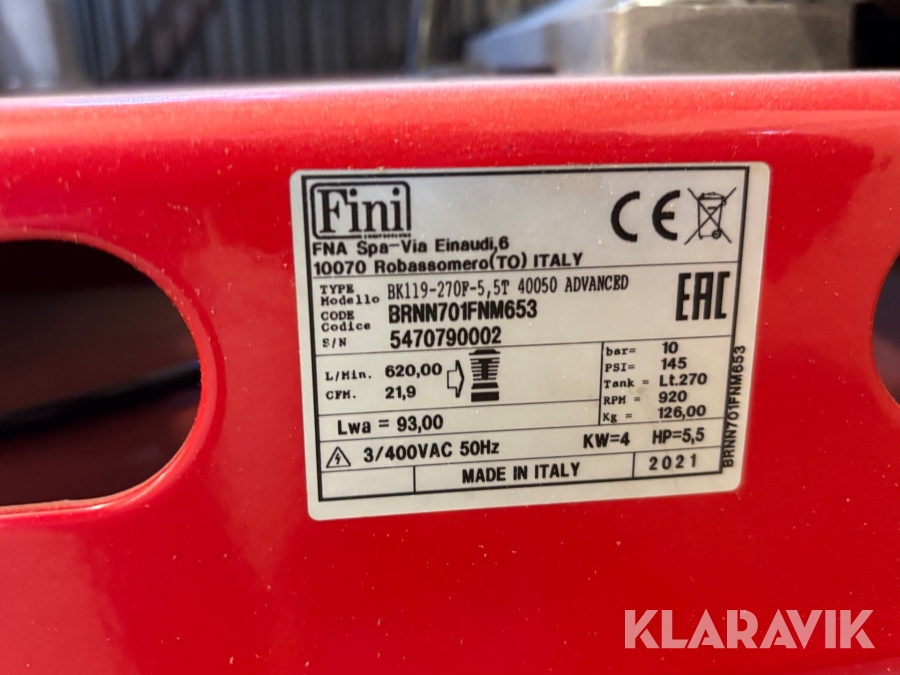 Fini
FNA Spa-Via Einaudi,6
10070 Robassomero(TO) ITALY
CE
TYPE
Modello
BK119-270F-5,5T 40050 ADVANCED
CODE
Codice
BRNN701FNM653
S/N
5470790002
EAC
L/Min. 620,00
CFM. 21,9
bar= 10
PSI= 145
Tank = Lt.270
RPM = 920
Kg = 126,00
Lwa = 93,00
3/400VAC 50Hz KW=4 HP=5,5
MADE IN ITALY 2021
BRNN701FNM653
KLARAVIK